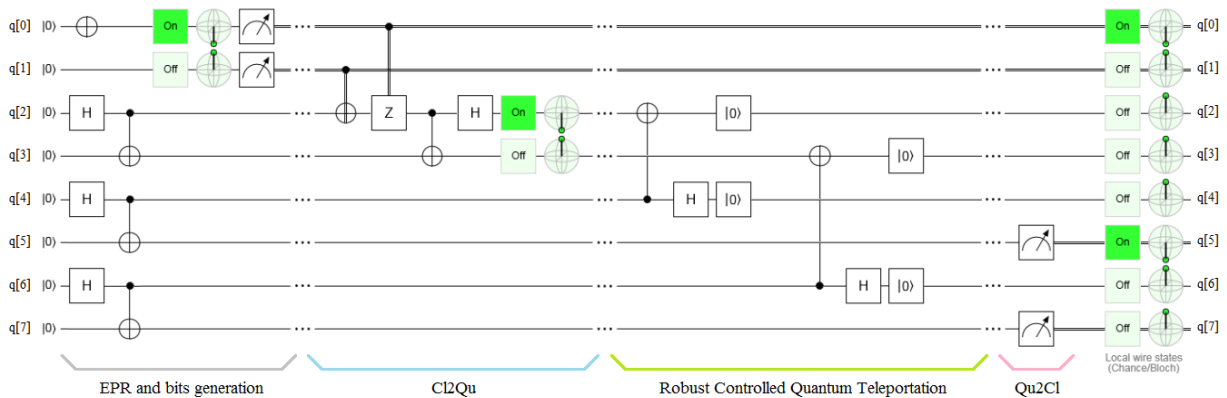 q[0] |0⟩ On On q[0]
q[1] |0⟩ Off ... ... ... Off q[1]
q[2] |0⟩ H ... Z H On ... |0⟩ ... Off q[2]
q[3] |0⟩ ... Off ... |0⟩ ... Off q[3]
q[4] |0⟩ H ... ... H |0⟩ ... Off q[4]
q[5] |0⟩ ... ... ... On q[5]
q[6] |0⟩ H ... ... H |0⟩ ... Off q[6]
q[7] |0⟩ ... ... ... Off q[7]
Local wire states
(Chance/Bloch)
EPR and bits generation Cl2Qu Robust Controlled Quantum Teleportation Qu2Cl